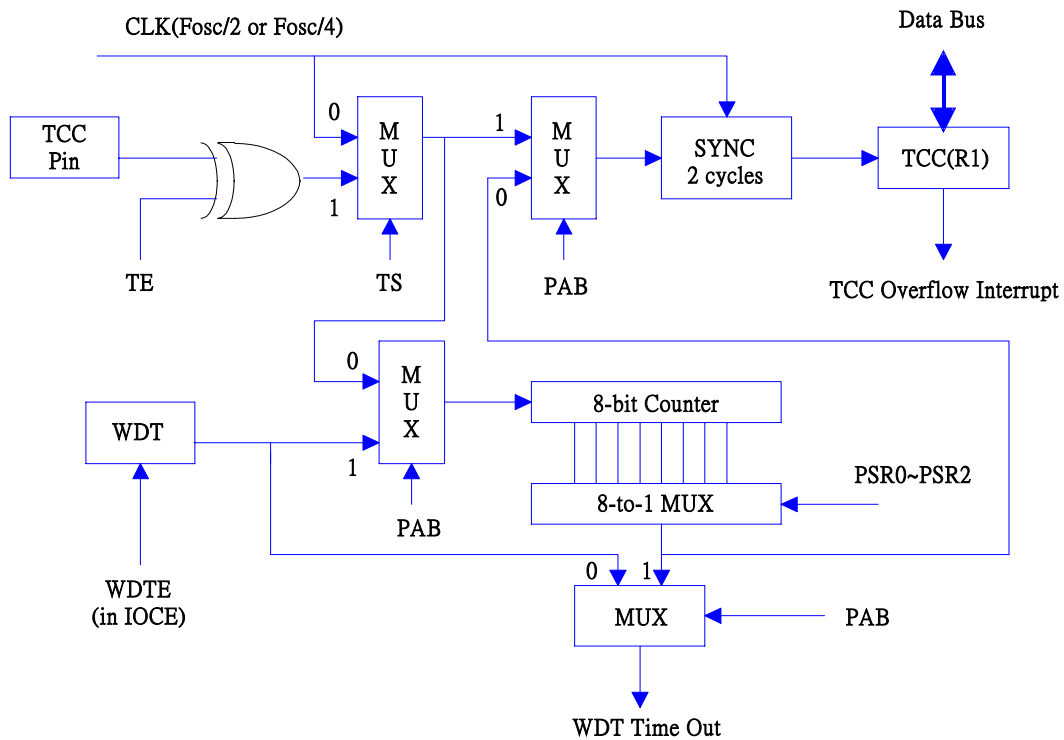 CLK(Fosc/2 or Fosc/4)
Data Bus
TCC
Pin
0
1
M
U
X
1
0
M
U
X
SYNC
2 cycles
TCC(R1)
TE
TS
PAB
TCC Overflow Interrupt
0
1
M
U
X
8-bit Counter
WDT
PAB
8-to-1 MUX
PSR0~PSR2
WDTE
(in IOCE)
0
1
MUX
PAB
WDT Time Out